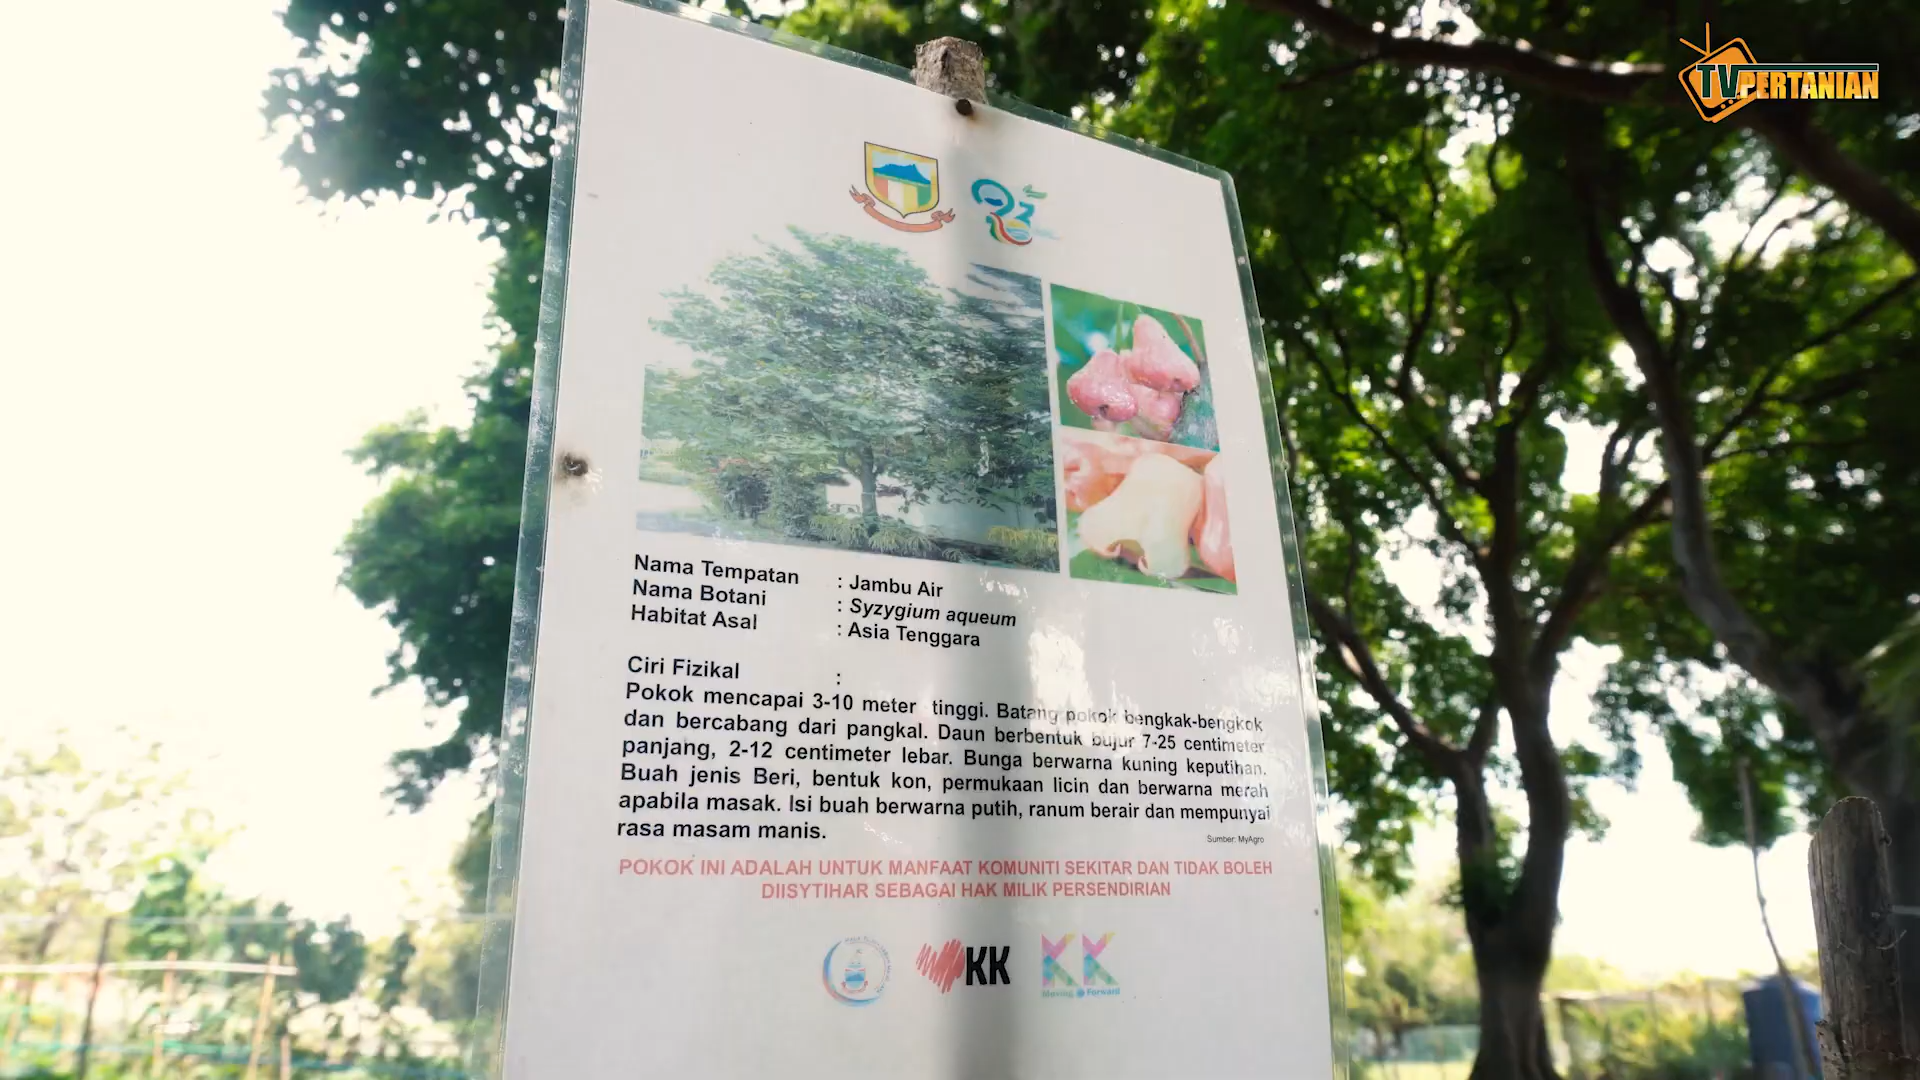 TVPERTANIAN
Nama Tempatan : Jambu Air
Nama Botani : Syzygium aqueum
Habitat Asal : Asia Tenggara
Ciri Fizikal :
Pokok mencapai 3-10 meter tinggi. Batang pokok bengkak-bengkok
dan bercabang dari pangkal. Daun berbentuk bujur 7-25 centimeter
panjang, 2-12 centimeter lebar. Bunga berwarna kuning keputihan.
Buah jenis Beri, bentuk kon, permukaan licin dan berwarna merah
apabila masak. Isi buah berwarna putih, ranum berair dan mempunyai
rasa masam manis.
Sumber: MyAgro
POKOK INI ADALAH UNTUK MANFAAT KOMUNITI SEKITAR DAN TIDAK BOLEH
DIISYTIHAR SEBAGAI HAK MILIK PERSENDIRIAN
KK
KK
Moving Forward